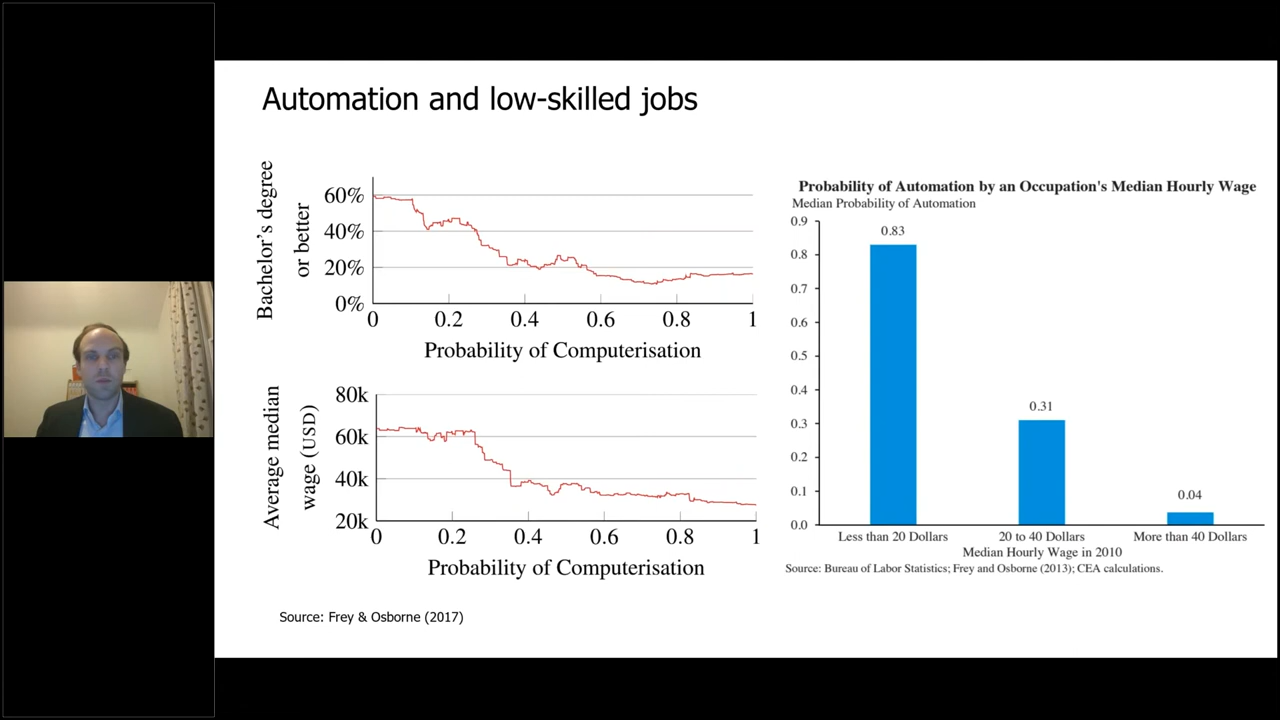 Automation and low-skilled jobs
Bachelor's degree
or better
60%
40%
20%
0%
0 0.2 0.4 0.6 0.8 1
Probability of Computerisation
Average median
wage (USD)
80k
60k
40k
20k
0 0.2 0.4 0.6 0.8 1
Probability of Computerisation
Probability of Automation by an Occupation's Median Hourly Wage
Median Probability of Automation
0.9
0.8
0.7
0.6
0.5
0.4
0.3
0.2
0.1
0.0
0.83
0.31
0.04
Less than 20 Dollars 20 to 40 Dollars More than 40 Dollars
Median Hourly Wage in 2010
Source: Bureau of Labor Statistics; Frey and Osborne (2013); CEA calculations.
Source: Frey & Osborne (2017)